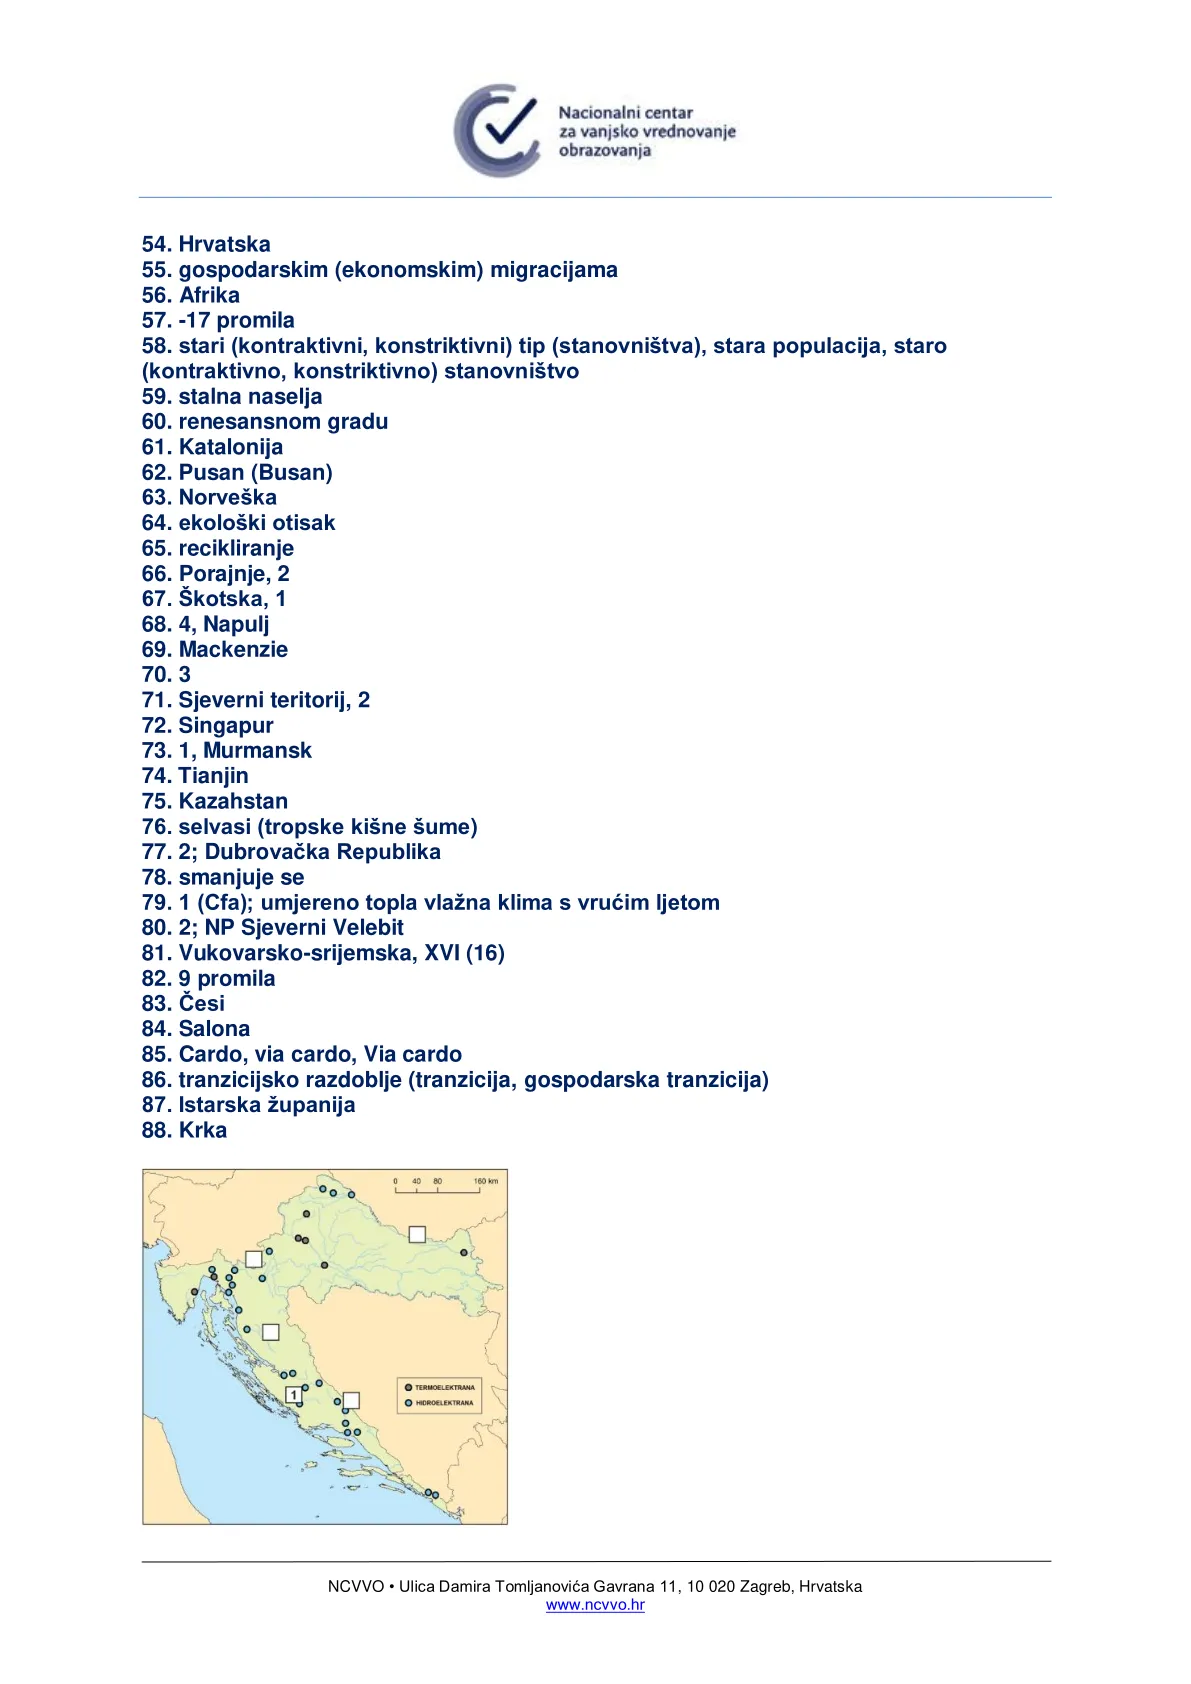 Nacionalni centar
za vanjsko vrednovanje
obrazovanja
54. Hrvatska
55. gospodarskim (ekonomskim) migracijama
56. Afrika
57. -17 promila
58. stari (kontraktivni, konstriktivni) tip (stanovništva), stara populacija, staro
(kontraktivno, konstriktivno) stanovništvo
59. stalna naselja
60. renesansnom gradu
61. Katalonija
62. Pusan (Busan)
63. Norveška
64. ekološki otisak
65. recikliranje
66. Porajnje, 2
67. Škotska, 1
68. 4, Napulj
69. Mackenzie
70. 3
71. Sjeverni teritorij, 2
72. Singapur
73. 1, Murmansk
74. Tianjin
75. Kazahstan
76. selvasi (tropske kišne šume)
77. 2; Dubrovačka Republika
78. smanjuje se
79. 1 (Cfa); umjereno topla vlažna klima s vrućim ljetom
80. 2; NP Sjeverni Velebit
81. Vukovarsko-srijemska, XVI (16)
82. 9 promila
83. Česi
84. Salona
85. Cardo, via cardo, Via cardo
86. tranzicijsko razdoblje (tranzicija, gospodarska tranzicija)
87. Istarska županija
88. Krka
0 40 80 160 km
1
TERMOELEKTRANA
HIDROELEKTRANA
NCVVO • Ulica Damira Tomljanovića Gavrana 11, 10 020 Zagreb, Hrvatska
www.ncvvo.hr